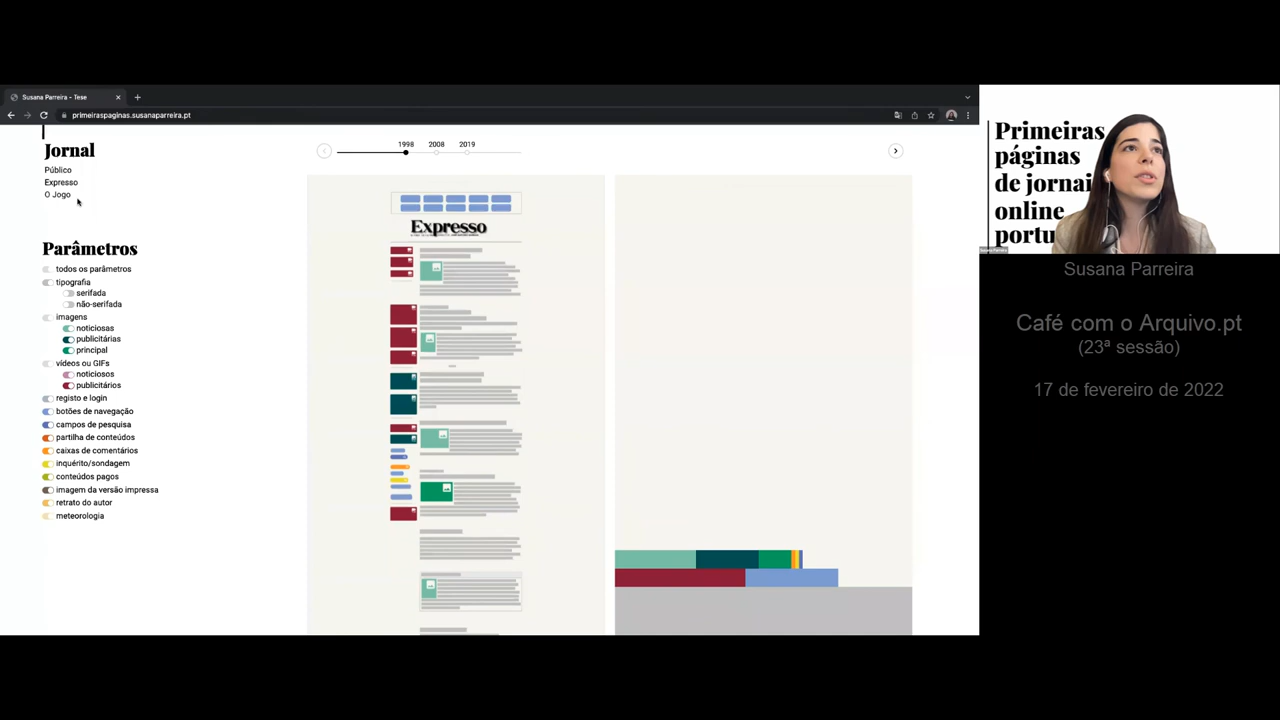 Susana Parreira - Tese
primeiraspaginas.susanaparreira.pt
Jornal
Público
Expresso
O Jogo
Parâmetros
todos os parâmetros
tipografia
serifada
não-serifada
imagens
noticiosas
publicitárias
principal
vídeos ou GIFs
noticiosos
publicitários
registo e login
botões de navegação
campos de pesquisa
partilha de conteúdos
caixas de comentários
inquérito/sondagem
conteúdos pagos
imagem da versão impressa
retrato do autor
meteorologia
1998 2008 2019
Expresso
Primeiras
páginas
de jornai
online
portu
Susana Parreira
Café com o Arquivo.pt
(23ª sessão)
17 de fevereiro de 2022